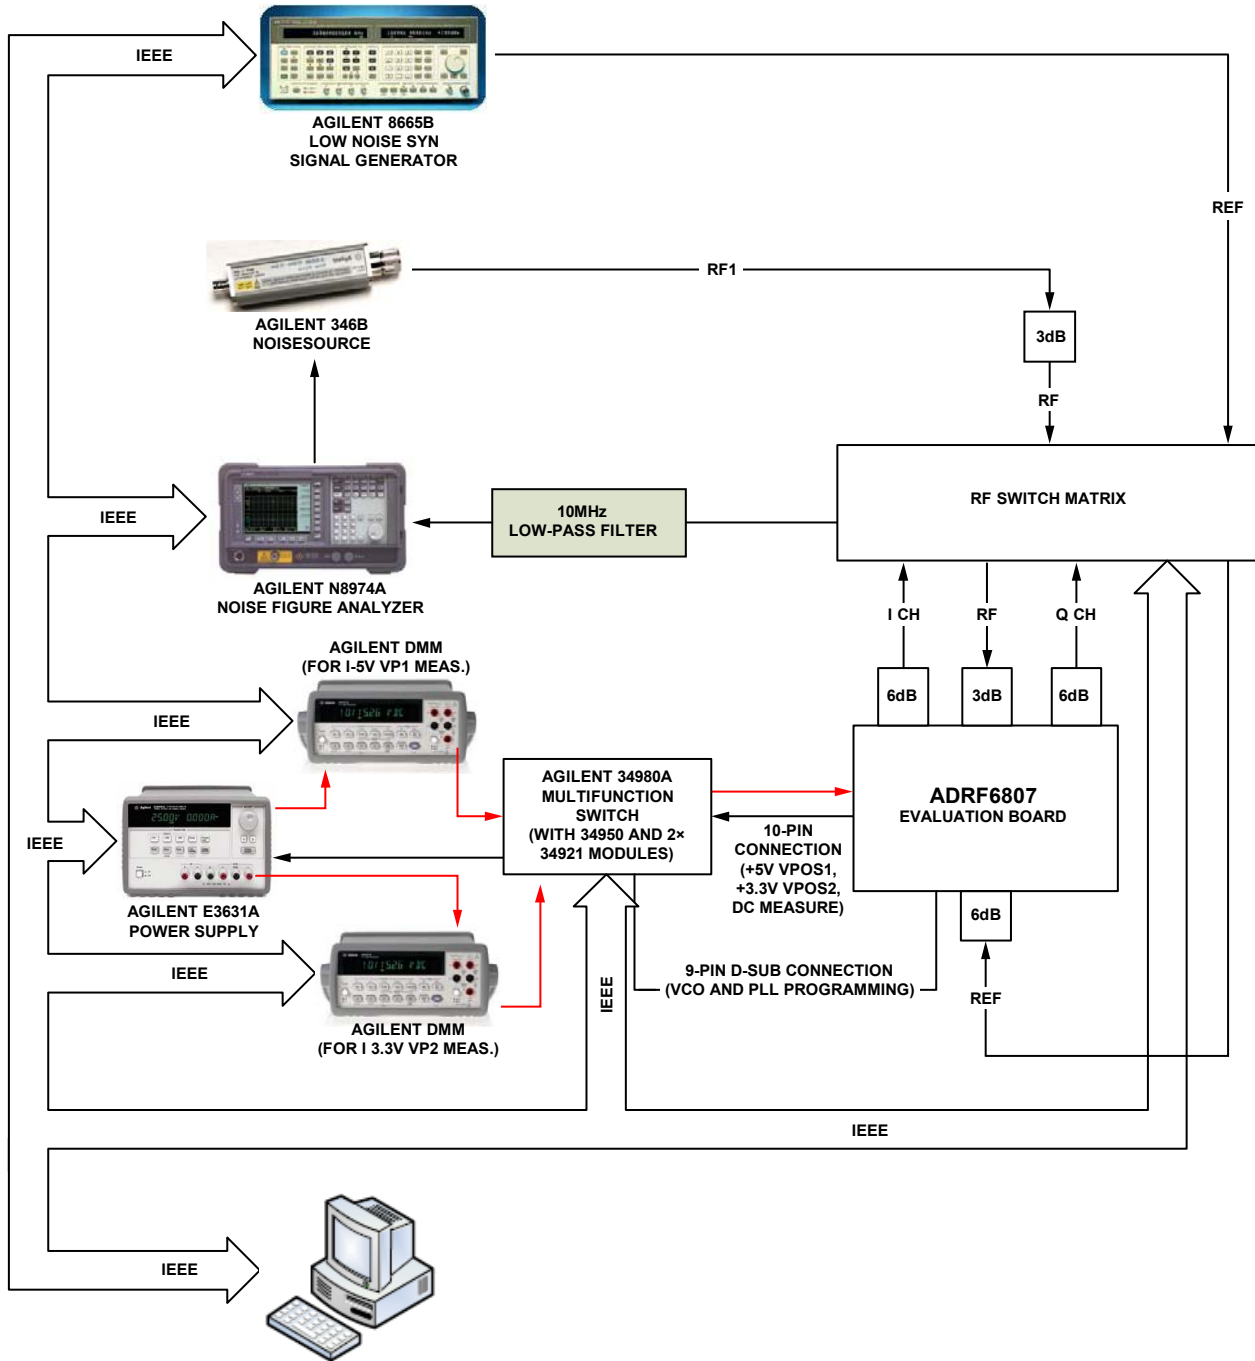 IEEE
AGILENT 8665B
LOW NOISE SYN
SIGNAL GENERATOR
REF
RF1
AGILENT 346B
NOISESOURCE
3dB
RF
RF SWITCH MATRIX
IEEE
10MHz
LOW-PASS FILTER
AGILENT N8974A
NOISE FIGURE ANALYZER
I CH
RF
Q CH
AGILENT DMM
(FOR I-5V VP1 MEAS.)
6dB
3dB
6dB
IEEE
AGILENT 34980A
MULTIFUNCTION
SWITCH
(WITH 34950 AND 2×
34921 MODULES)
ADRF6807
EVALUATION BOARD
10-PIN
CONNECTION
(+5V VPOS1,
+3.3V VPOS2,
DC MEASURE)
IEEE
25.00V 0.000A
AGILENT E3631A
POWER SUPPLY
6dB
IEEE
9-PIN D-SUB CONNECTION
(VCO AND PLL PROGRAMMING)
REF
IEEE
AGILENT DMM
(FOR I 3.3V VP2 MEAS.)
IEEE
IEEE